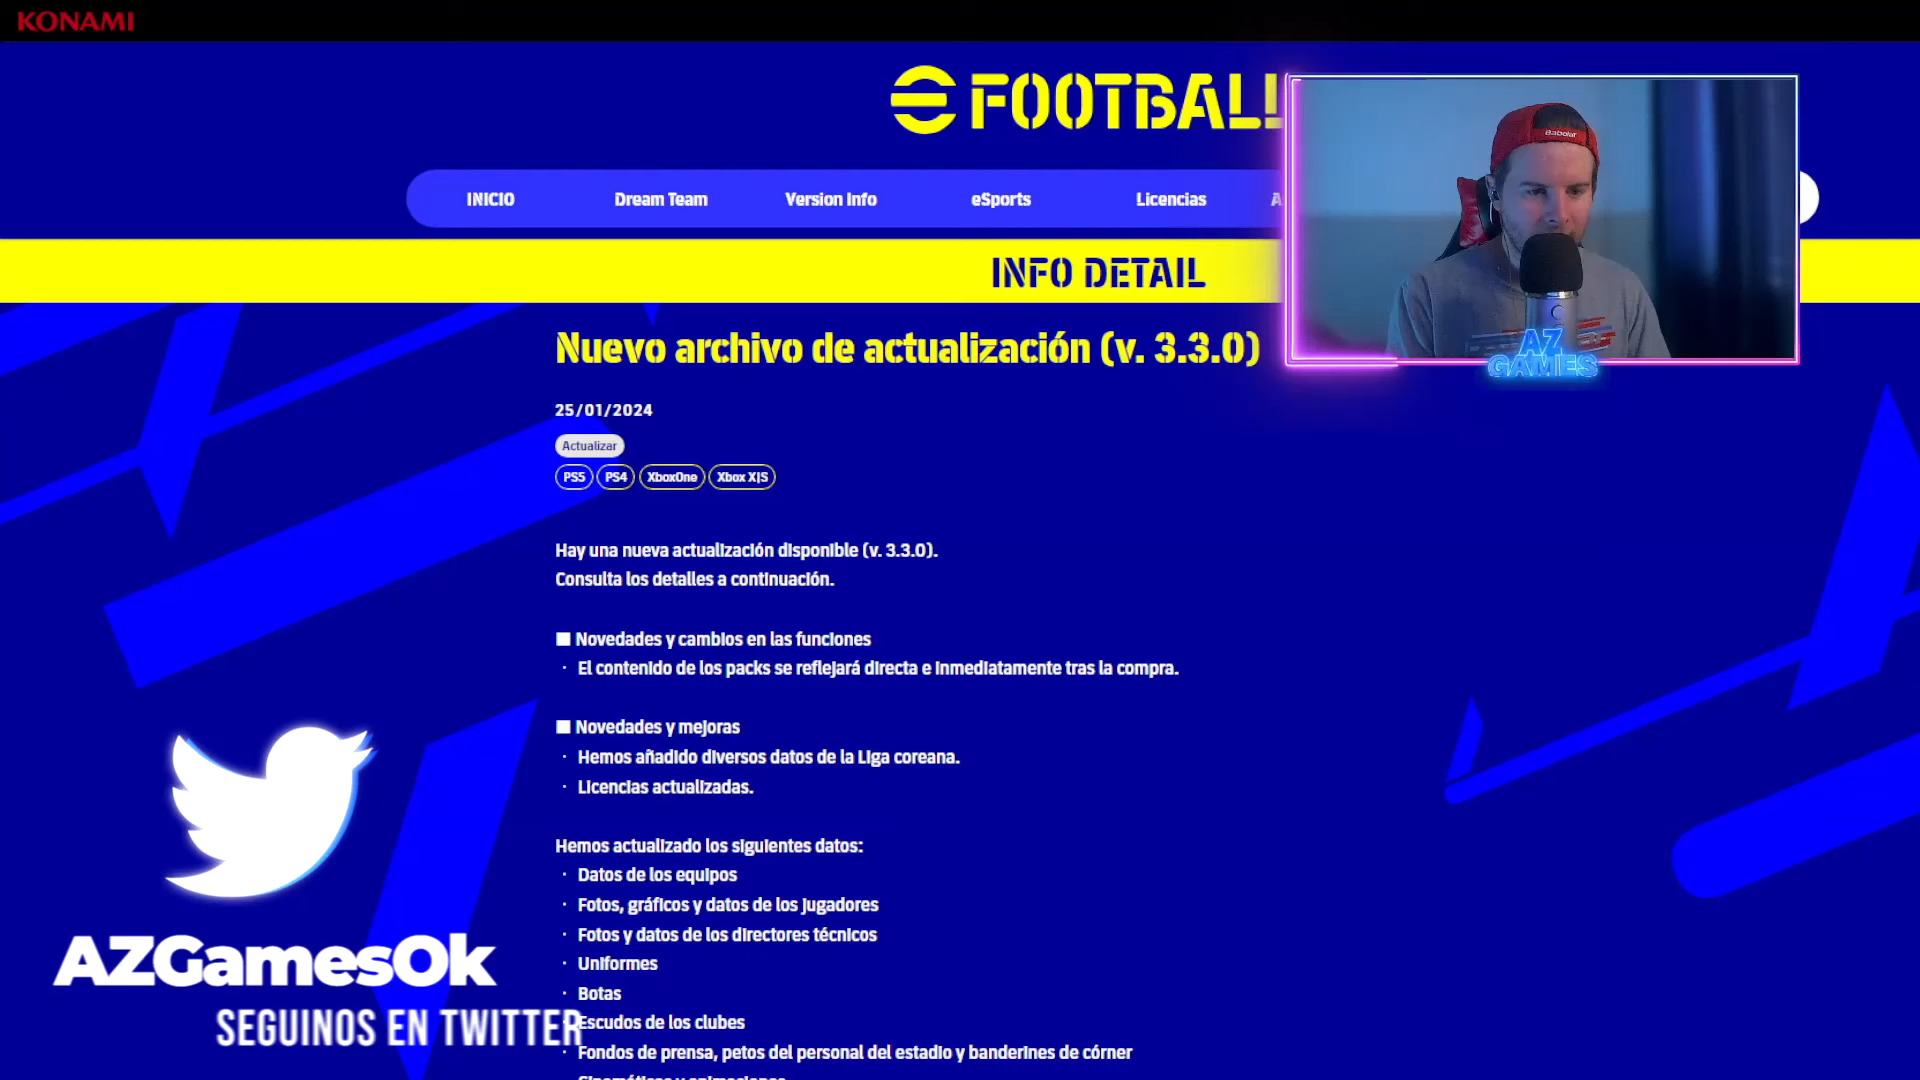 KONAMI
FOOTBALL
INICIO
Dream Team
Version Info
eSports
Licencias
A
INFO DETAIL
Babolat
AZ
GAMES
Nuevo archivo de actualización (v. 3.3.0)
25/01/2024
Actualizar
PS5 PS4 XboxOne Xbox X|S
Hay una nueva actualización disponible (v. 3.3.0).
Consulta los detalles a continuación.
■ Novedades y cambios en las funciones
・ El contenido de los packs se reflejará directa e inmediatamente tras la compra.
■ Novedades y mejoras
・ Hemos añadido diversos datos de la Liga coreana.
・ Licencias actualizadas.
Hemos actualizado los siguientes datos:
・ Datos de los equipos
・ Fotos, gráficos y datos de los jugadores
・ Fotos y datos de los directores técnicos
・ Uniformes
・ Botas
・ Escudos de los clubes
・ Fondos de prensa, petos del personal del estadio y banderines de córner
AZGamesOk
SEGUINOS EN TWITTER